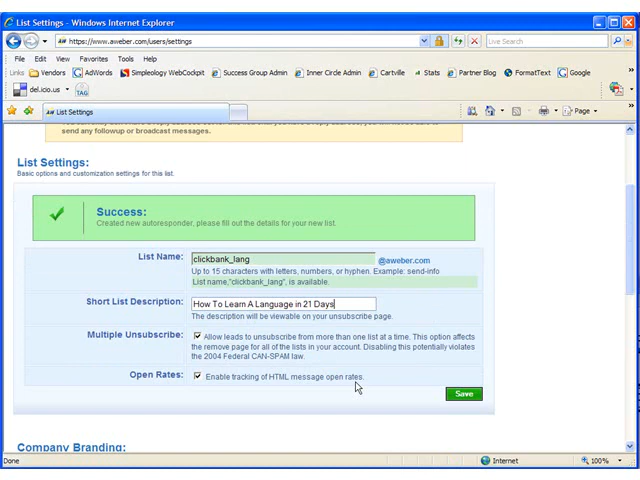 List Settings - Windows Internet Explorer
https://www.aweber.com/users/settings
Live Search
File Edit View Favorites Tools Help
Links Vendors AdWords Simpleology WebCockpit Success Group Admin Inner Circle Admin Cartville Stats Partner Blog FormatText Google
del.icio.us TAG
List Settings Page
send any followup or broadcast messages.
List Settings:
Basic options and customization settings for this list.
Success:
Created new autoresponder, please fill out the details for your new list.
List Name: clickbank_lang @aweber.com
Up to 15 characters with letters, numbers, or hyphen. Example: send-info
List name,"clickbank_lang", is available.
Short List Description: How To Learn A Language in 21 Days
The description will be viewable on your unsubscribe page.
Multiple Unsubscribe: Allow leads to unsubscribe from more than one list at a time. This option affects
the remove page for all of the lists in your account. Disabling this potentially violates
the 2004 Federal CAN-SPAM law.
Open Rates: Enable tracking of HTML message open rates.
Save
Company Branding:
Done Internet 100%